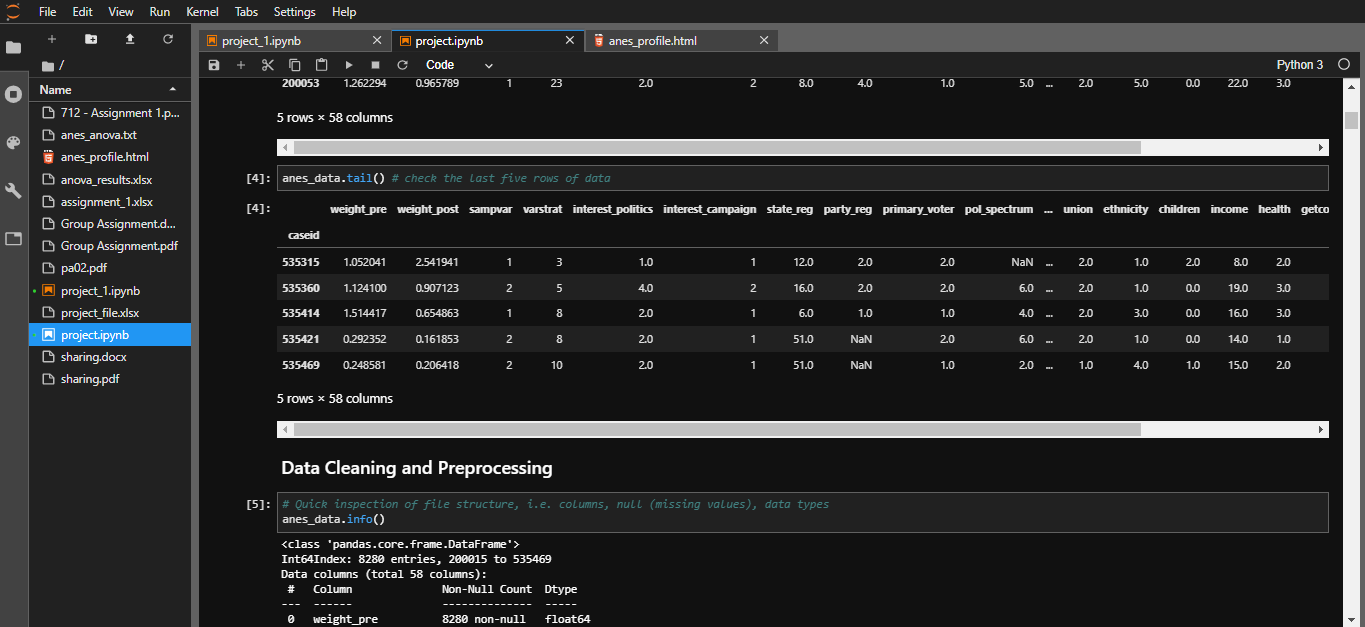 File Edit View Run Kernel Tabs Settings Help
project_1.ipynb project.ipynb anes_profile.html
Code Python 3
/
Name
712 - Assignment 1.p...
anes_anova.txt
anes_profile.html
anova_results.xlsx
assignment_1.xlsx
Group Assignment.d...
Group Assignment.pdf
pa02.pdf
project_1.ipynb
project_file.xlsx
project.ipynb
sharing.docx
sharing.pdf
200053 1.262294 0.965789 1 23 2.0 2 8.0 4.0 1.0 5.0 ... 2.0 5.0 0.0 22.0 3.0
5 rows × 58 columns
[4]: anes_data.tail() # check the last five rows of data
[4]: weight_pre weight_post sampvar varstrat interest_politics interest_campaign state_reg party_reg primary_voter pol_spectrum ... union ethnicity children income health getco
caseid
535315 1.052041 2.541941 1 3 1.0 1 12.0 2.0 2.0 NaN ... 2.0 1.0 2.0 8.0 2.0
535360 1.124100 0.907123 2 5 4.0 2 16.0 2.0 2.0 6.0 ... 2.0 1.0 0.0 19.0 3.0
535414 1.514417 0.654863 1 8 2.0 1 6.0 1.0 1.0 4.0 ... 2.0 3.0 0.0 16.0 3.0
535421 0.292352 0.161853 2 8 2.0 1 51.0 NaN 2.0 6.0 ... 2.0 1.0 0.0 14.0 1.0
535469 0.248581 0.206418 2 10 2.0 1 51.0 NaN 1.0 2.0 ... 1.0 4.0 1.0 15.0 2.0
5 rows × 58 columns
Data Cleaning and Preprocessing
[5]: # Quick inspection of file structure, i.e. columns, null (missing values), data types
anes_data.info()
<class 'pandas.core.frame.DataFrame'>
Int64Index: 8280 entries, 200015 to 535469
Data columns (total 58 columns):
# Column Non-Null Count Dtype
--- ------ -------------- -----
0 weight_pre 8280 non-null float64